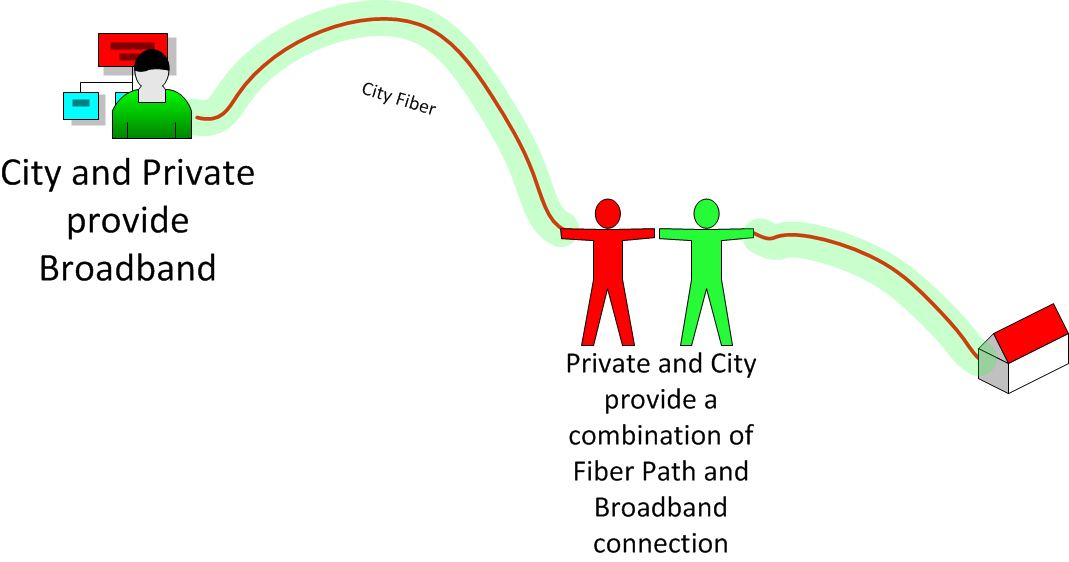 City Fiber
City and Private
provide
Broadband
Private and City
provide a
combination of
Fiber Path and
Broadband
connection